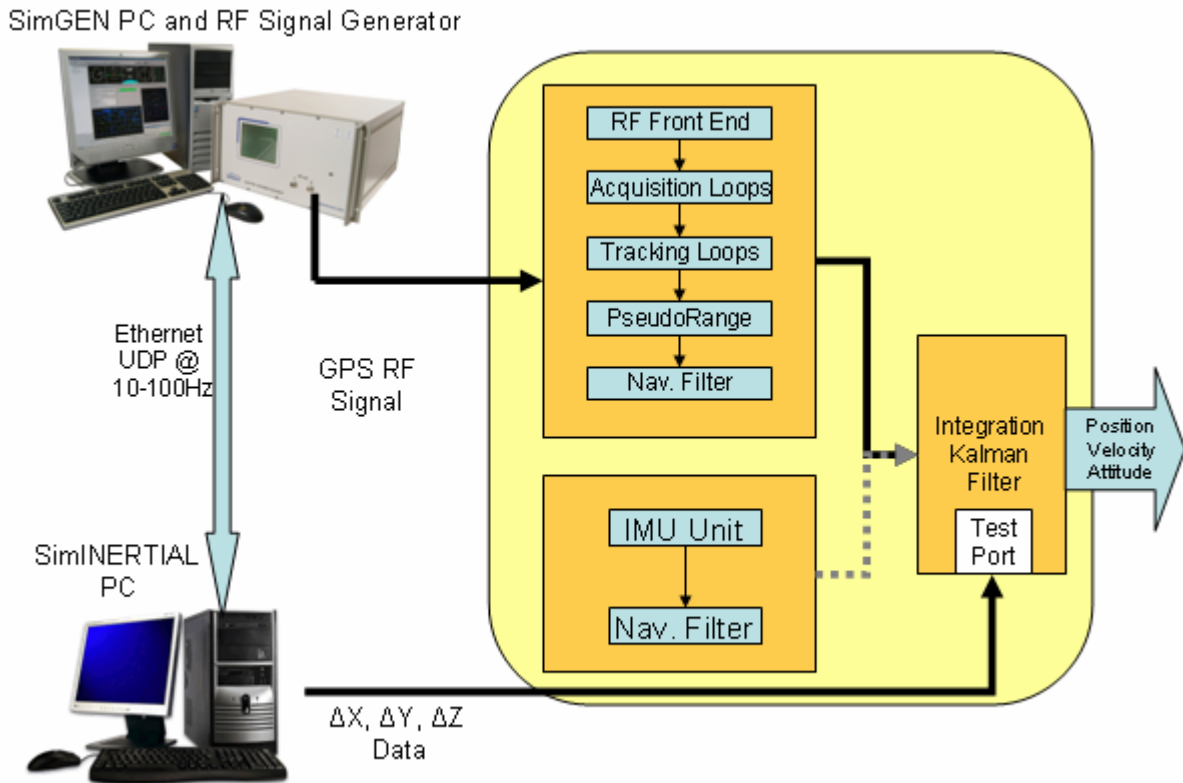 SimGEN PC and RF Signal Generator
RF Front End
Acquisition Loops
Tracking Loops
PseudoRange
Nav. Filter
Ethernet
UDP @
10-100Hz
GPS RF
Signal
Integration
Kalman
Filter
Position
Velocity
Attitude
IMU Unit
Nav. Filter
Test
Port
SimINERTIAL
PC
ΔX, ΔY, ΔZ
Data